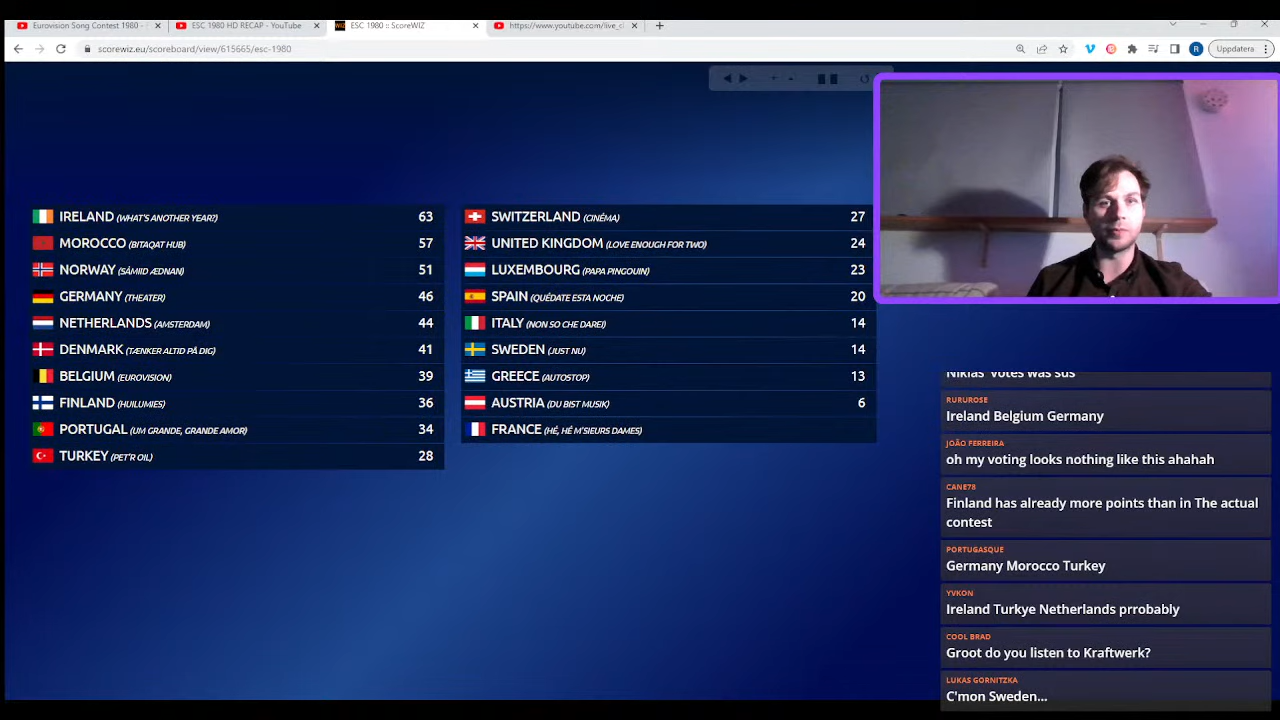 Eurovision Song Contest 1980 -
ESC 1980 HD RECAP - YouTube
WIZ ESC 1980 :: ScoreWIZ
https://www.youtube.com/live_cl
scorewiz.eu/scoreboard/view/615665/esc-1980
R
Uppdatera
IRELAND (WHAT'S ANOTHER YEAR?) 63
MOROCCO (BITAQAT HUB) 57
NORWAY (SÁMIID ÆDNAN) 51
GERMANY (THEATER) 46
NETHERLANDS (AMSTERDAM) 44
DENMARK (TÆNKER ALTID PÅ DIG) 41
BELGIUM (EUROVISION) 39
FINLAND (HUILUMIES) 36
PORTUGAL (UM GRANDE, GRANDE AMOR) 34
TURKEY (PET'R OIL) 28
SWITZERLAND (CINÉMA) 27
UNITED KINGDOM (LOVE ENOUGH FOR TWO) 24
LUXEMBOURG (PAPA PINGOUIN) 23
SPAIN (QUÉDATE ESTA NOCHE) 20
ITALY (NON SO CHE DAREI) 14
SWEDEN (JUST NU) 14
GREECE (AUTOSTOP) 13
AUSTRIA (DU BIST MUSIK) 6
FRANCE (HÉ, HÉ M'SIEURS DAMES)
Niklas' Votes was sus
RURUROSE
Ireland Belgium Germany
JOÃO FERREIRA
oh my voting looks nothing like this ahahah
CANE78
Finland has already more points than in The actual
contest
PORTUGASQUE
Germany Morocco Turkey
YVKON
Ireland Turkye Netherlands prrobably
COOL BRAD
Groot do you listen to Kraftwerk?
LUKAS GORNITZKA
C'mon Sweden...